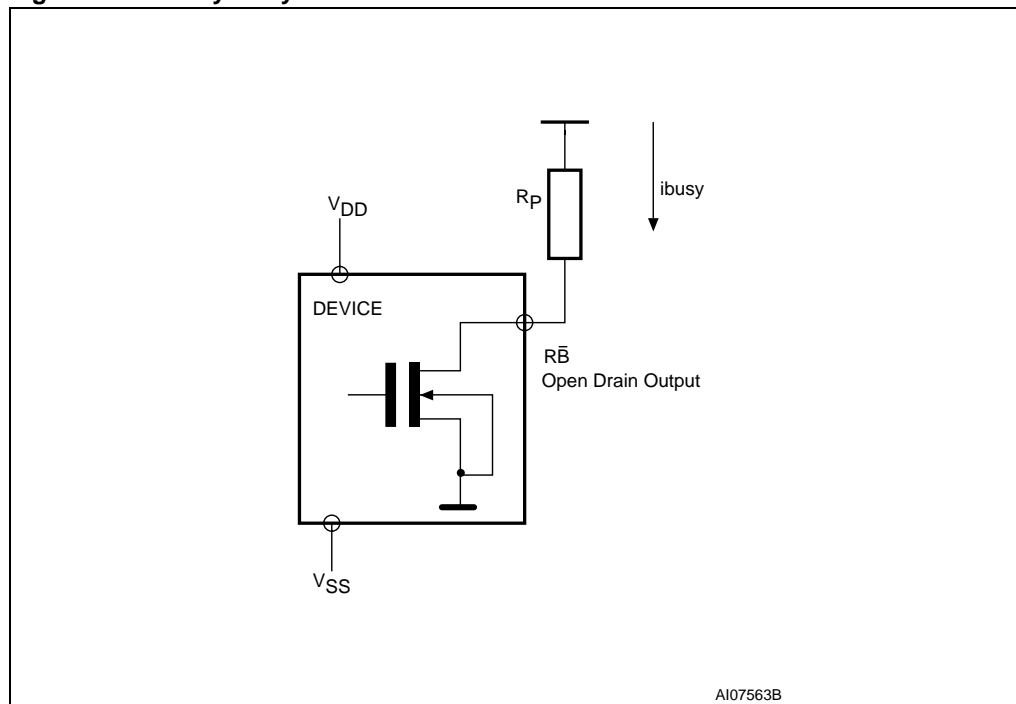 ibusy
RP
VDD
DEVICE
RB̅
Open Drain Output
VSS
AI07563B